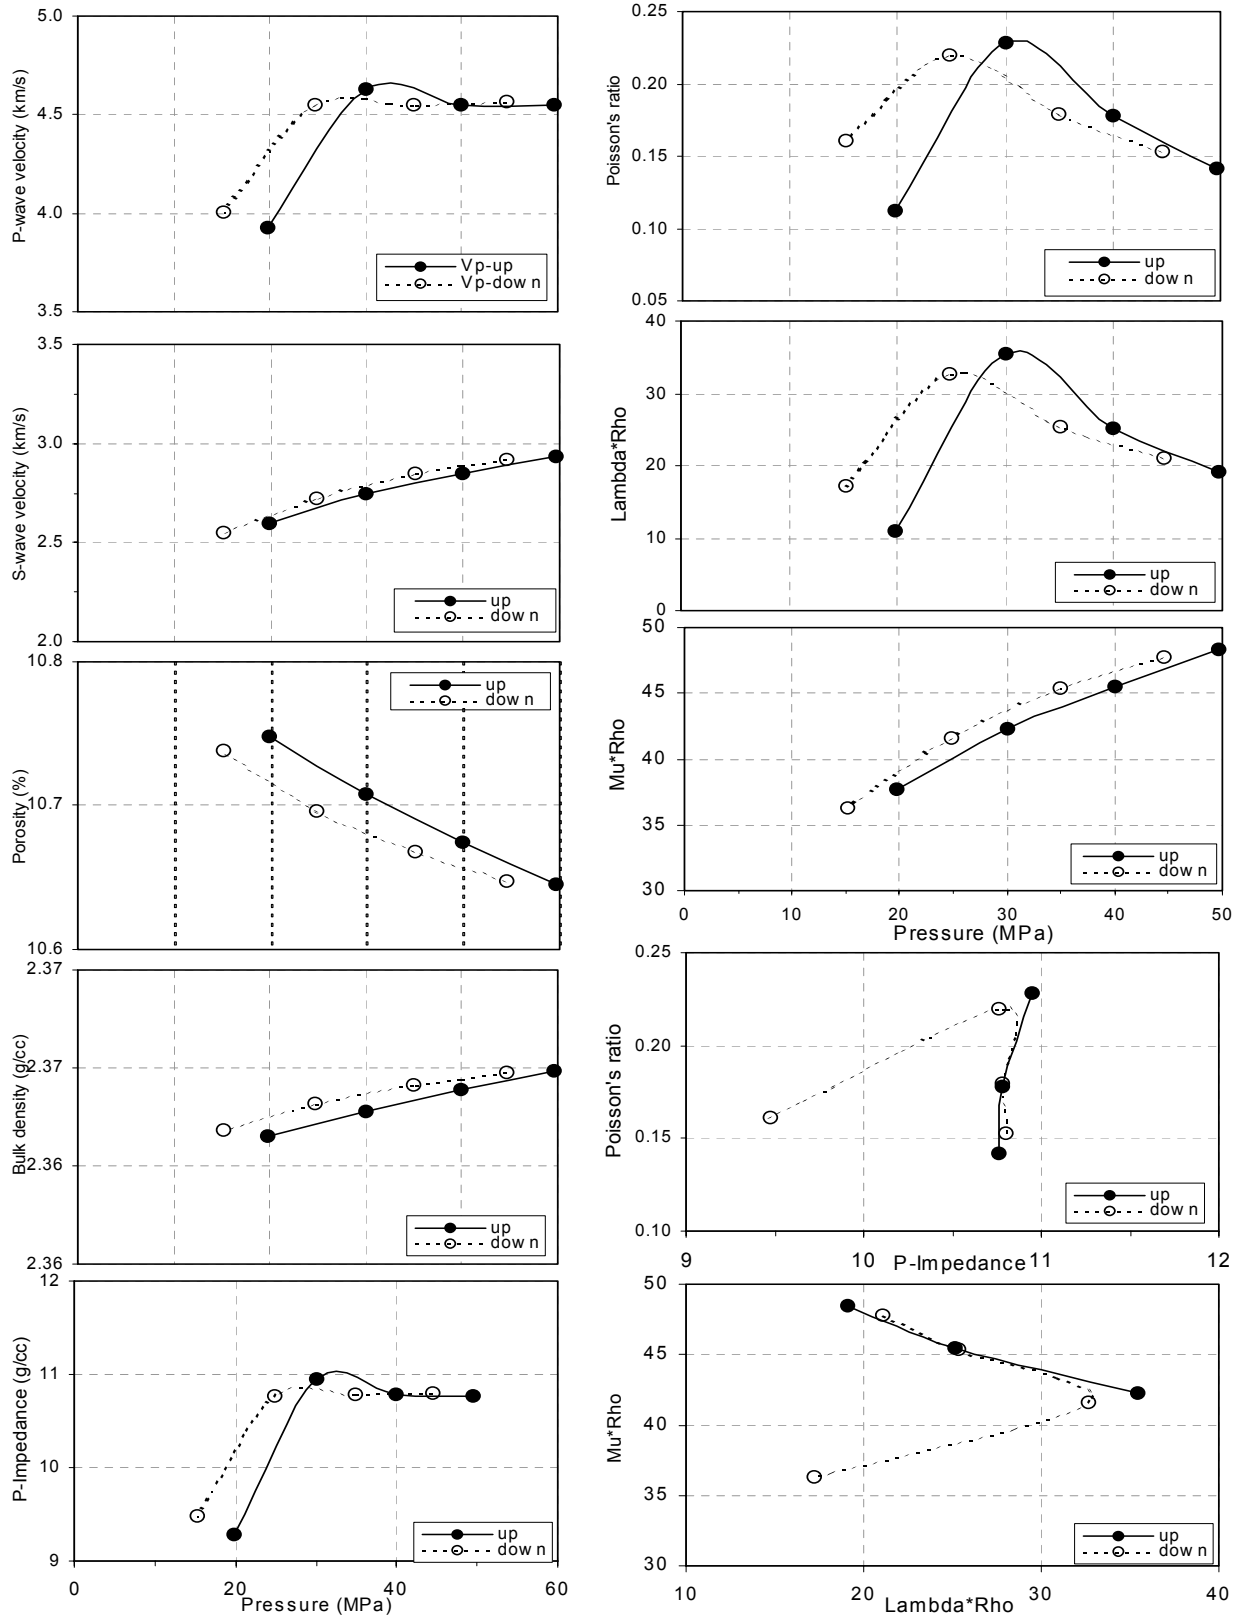 5.0
4.5
4.0
3.5
P-wave velocity (km/s)
Vp-up
Vp-dow n
3.5
3.0
2.5
2.0
S-wave velocity (km/s)
up
dow n
10.8
10.7
10.6
Porosity (%)
up
dow n
2.37
2.37
2.36
2.36
Bulk density (g/cc)
up
dow n
12
11
10
9
P-Impedance (g/cc)
up
dow n
0
20
40
60
Pressure (MPa)
0.25
0.20
0.15
0.10
0.05
Poisson's ratio
up
dow n
40
30
20
10
0
Lambda*Rho
up
dow n
50
45
40
35
30
Mu*Rho
up
dow n
0
10
20
30
40
50
Pressure (MPa)
0.25
0.20
0.15
0.10
Poisson's ratio
up
dow n
9
10
11
12
P-Impedance
50
45
40
35
30
Mu*Rho
up
dow n
10
20
30
40
Lambda*Rho